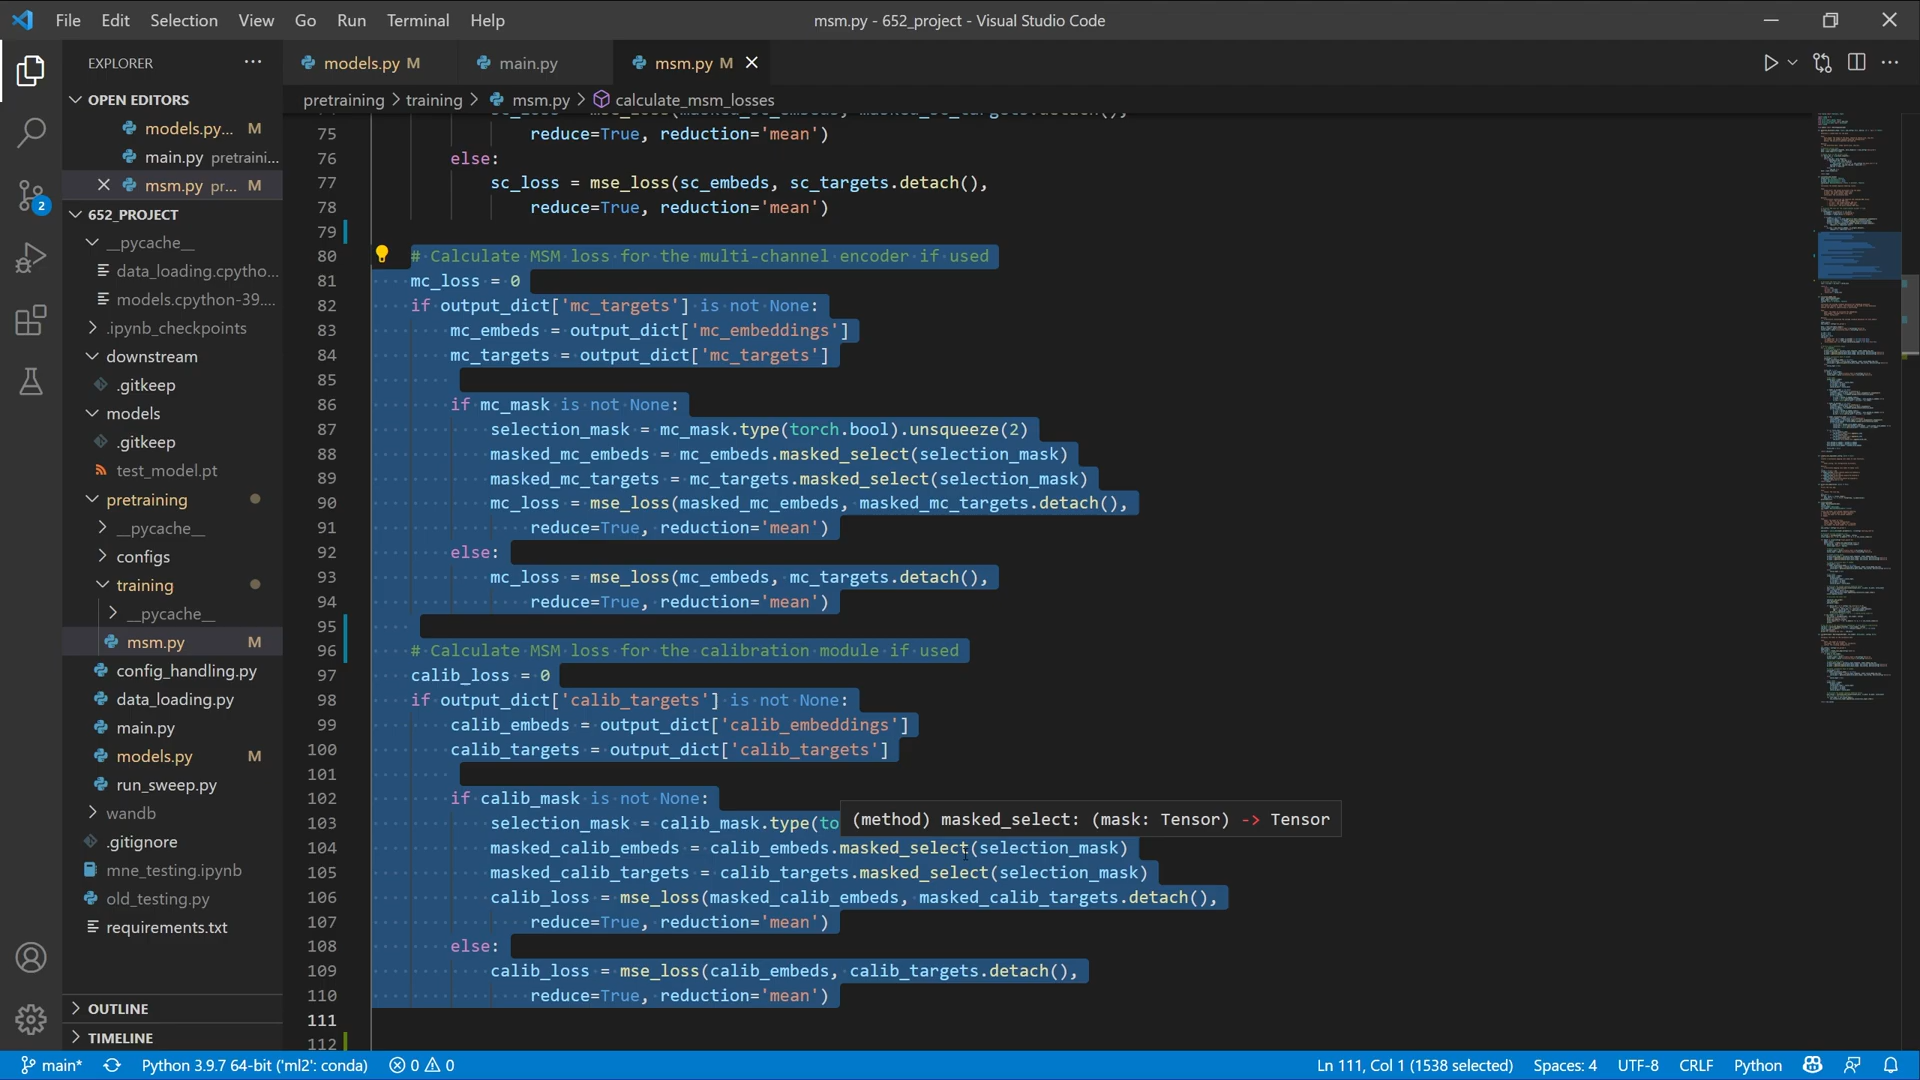 File Edit Selection View Go Run Terminal Help
msm.py - 652_project - Visual Studio Code
EXPLORER
models.py M
main.py
msm.py M
OPEN EDITORS
pretraining > training > msm.py > calculate_msm_losses
models.py... M
main.py pretraini...
msm.py pr... M
2
652_PROJECT
__pycache__
data_loading.cpytho...
models.cpython-39....
.ipynb_checkpoints
downstream
.gitkeep
models
.gitkeep
test_model.pt
pretraining
__pycache__
configs
training
__pycache__
msm.py M
config_handling.py
data_loading.py
main.py
models.py M
run_sweep.py
wandb
.gitignore
mne_testing.ipynb
old_testing.py
requirements.txt
OUTLINE
TIMELINE
75 reduce=True, reduction='mean')
76 else:
77 sc_loss = mse_loss(sc_embeds, sc_targets.detach(),
78 reduce=True, reduction='mean')
79
80 # Calculate MSM loss for the multi-channel encoder if used
81 mc_loss = 0
82 if output_dict['mc_targets'] is not None:
83 mc_embeds = output_dict['mc_embeddings']
84 mc_targets = output_dict['mc_targets']
85
86 if mc_mask is not None:
87 selection_mask = mc_mask.type(torch.bool).unsqueeze(2)
88 masked_mc_embeds = mc_embeds.masked_select(selection_mask)
89 masked_mc_targets = mc_targets.masked_select(selection_mask)
90 mc_loss = mse_loss(masked_mc_embeds, masked_mc_targets.detach(),
91 reduce=True, reduction='mean')
92 else:
93 mc_loss = mse_loss(mc_embeds, mc_targets.detach(),
94 reduce=True, reduction='mean')
95
96 # Calculate MSM loss for the calibration module if used
97 calib_loss = 0
98 if output_dict['calib_targets'] is not None:
99 calib_embeds = output_dict['calib_embeddings']
100 calib_targets = output_dict['calib_targets']
101
102 if calib_mask is not None:
103 selection_mask = calib_mask.type(to
(method) masked_select: (mask: Tensor) -> Tensor
104 masked_calib_embeds = calib_embeds.masked_select(selection_mask)
105 masked_calib_targets = calib_targets.masked_select(selection_mask)
106 calib_loss = mse_loss(masked_calib_embeds, masked_calib_targets.detach(),
107 reduce=True, reduction='mean')
108 else:
109 calib_loss = mse_loss(calib_embeds, calib_targets.detach(),
110 reduce=True, reduction='mean')
111
112
main* Python 3.9.7 64-bit ('ml2': conda) 0 0 Ln 111, Col 1 (1538 selected) Spaces: 4 UTF-8 CRLF Python